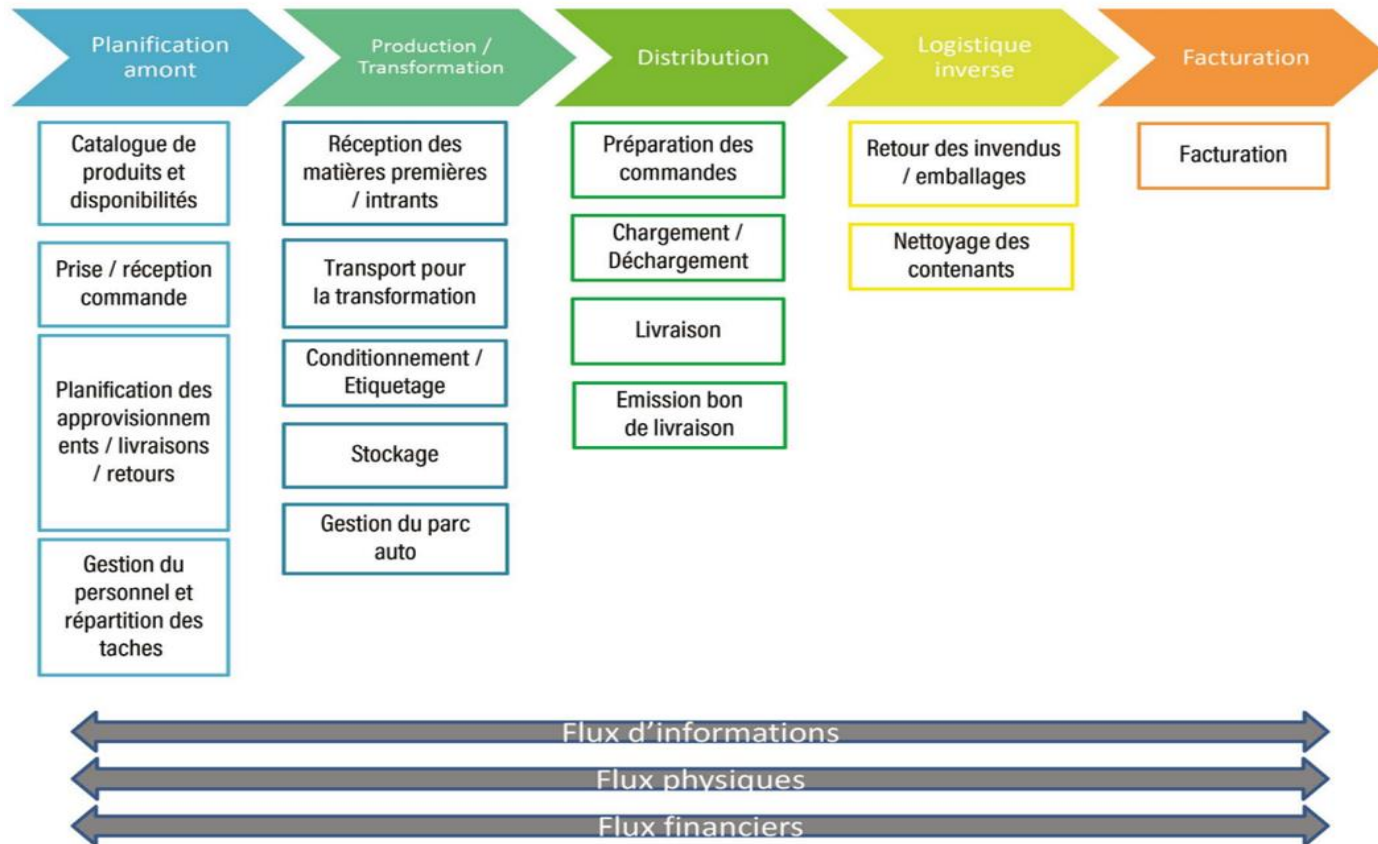 Planification
amont
Production /
Transformation
Distribution
Logistique
inverse
Facturation
Catalogue de
produits et
disponibilités
Prise / réception
commande
Planification des
approvisionnem
ents / livraisons
/ retours
Gestion du
personnel et
répartition des
taches
Réception des
matières premières
/ intrants
Transport pour
la transformation
Conditionnement /
Etiquetage
Stockage
Gestion du parc
auto
Préparation des
commandes
Chargement /
Déchargement
Livraison
Emission bon
de livraison
Retour des invendus
/ emballages
Nettoyage des
contenants
Facturation
Flux d’informations
Flux physiques
Flux financiers